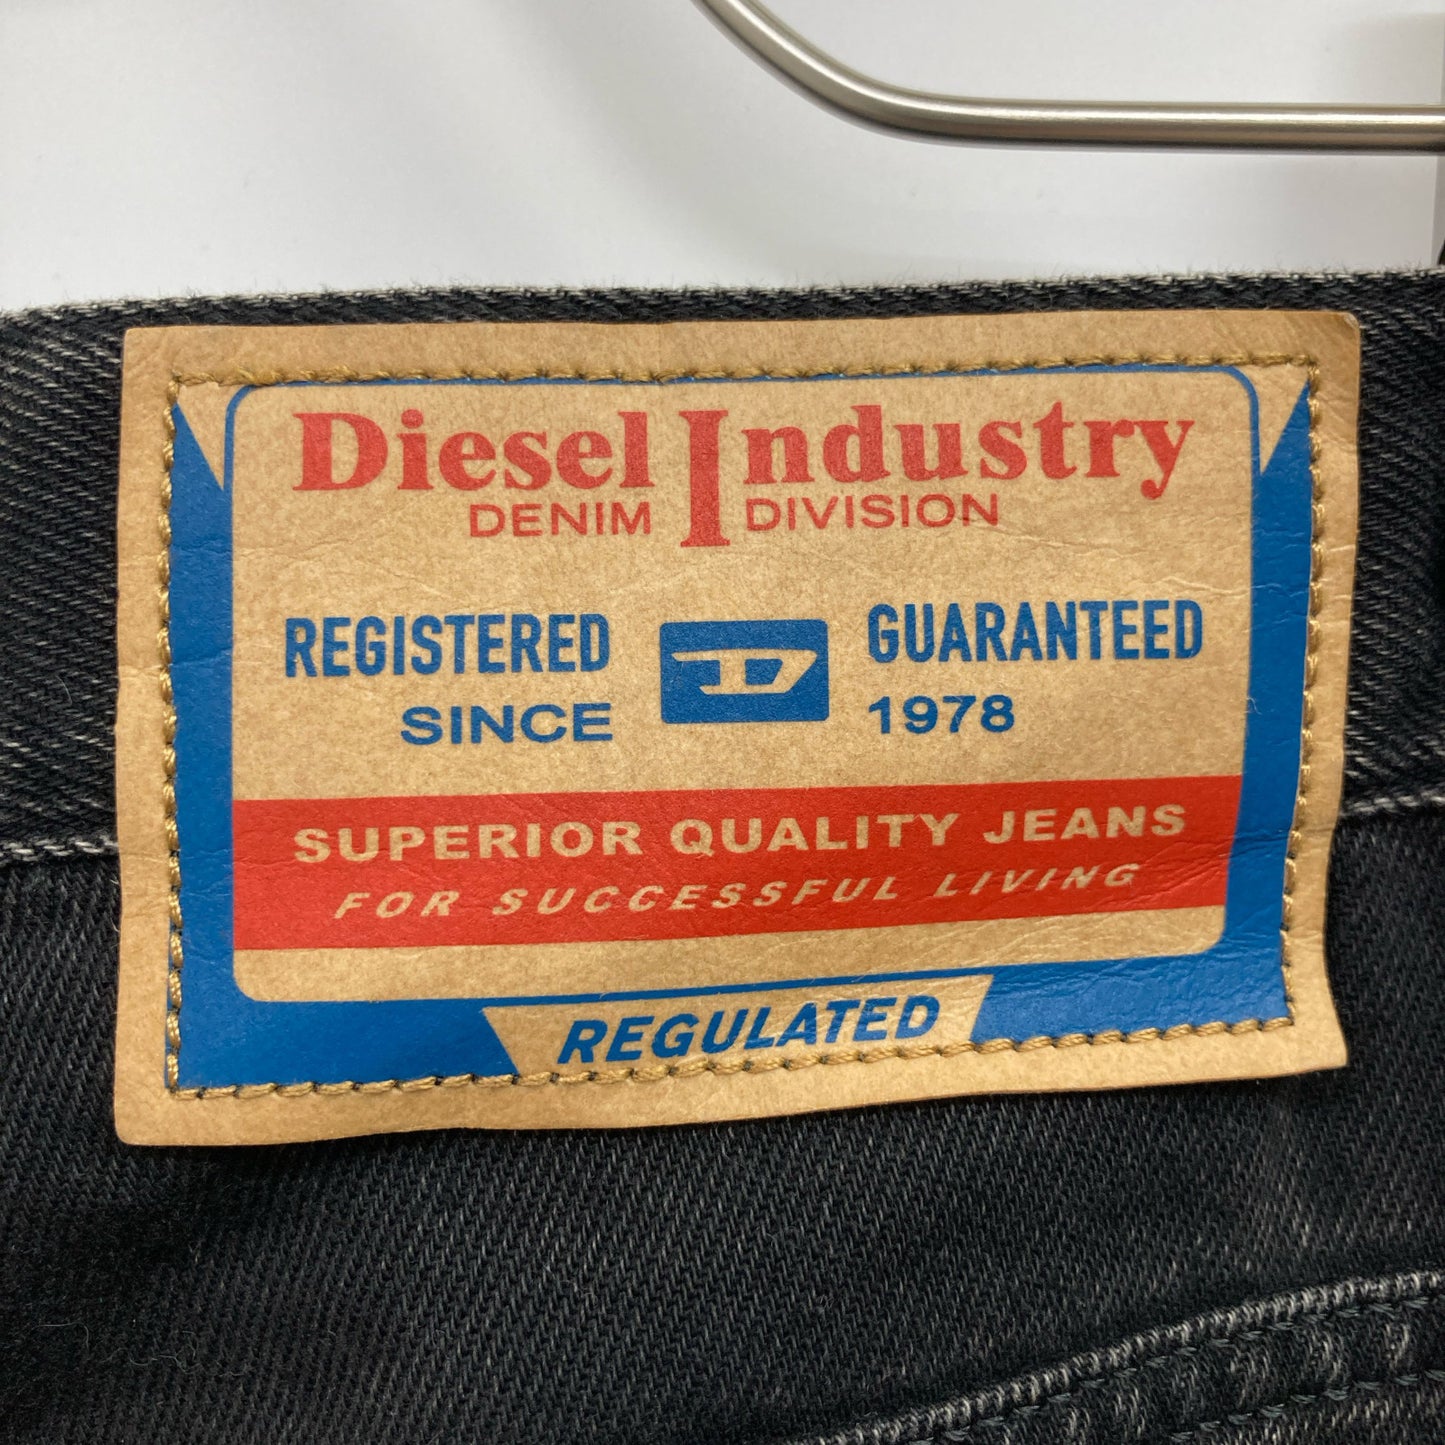 Diesel Industry
DENIM DIVISION
REGISTERED D GUARANTEED
SINCE 1978
SUPERIOR QUALITY JEANS
FOR SUCCESSFUL LIVING
REGULATED